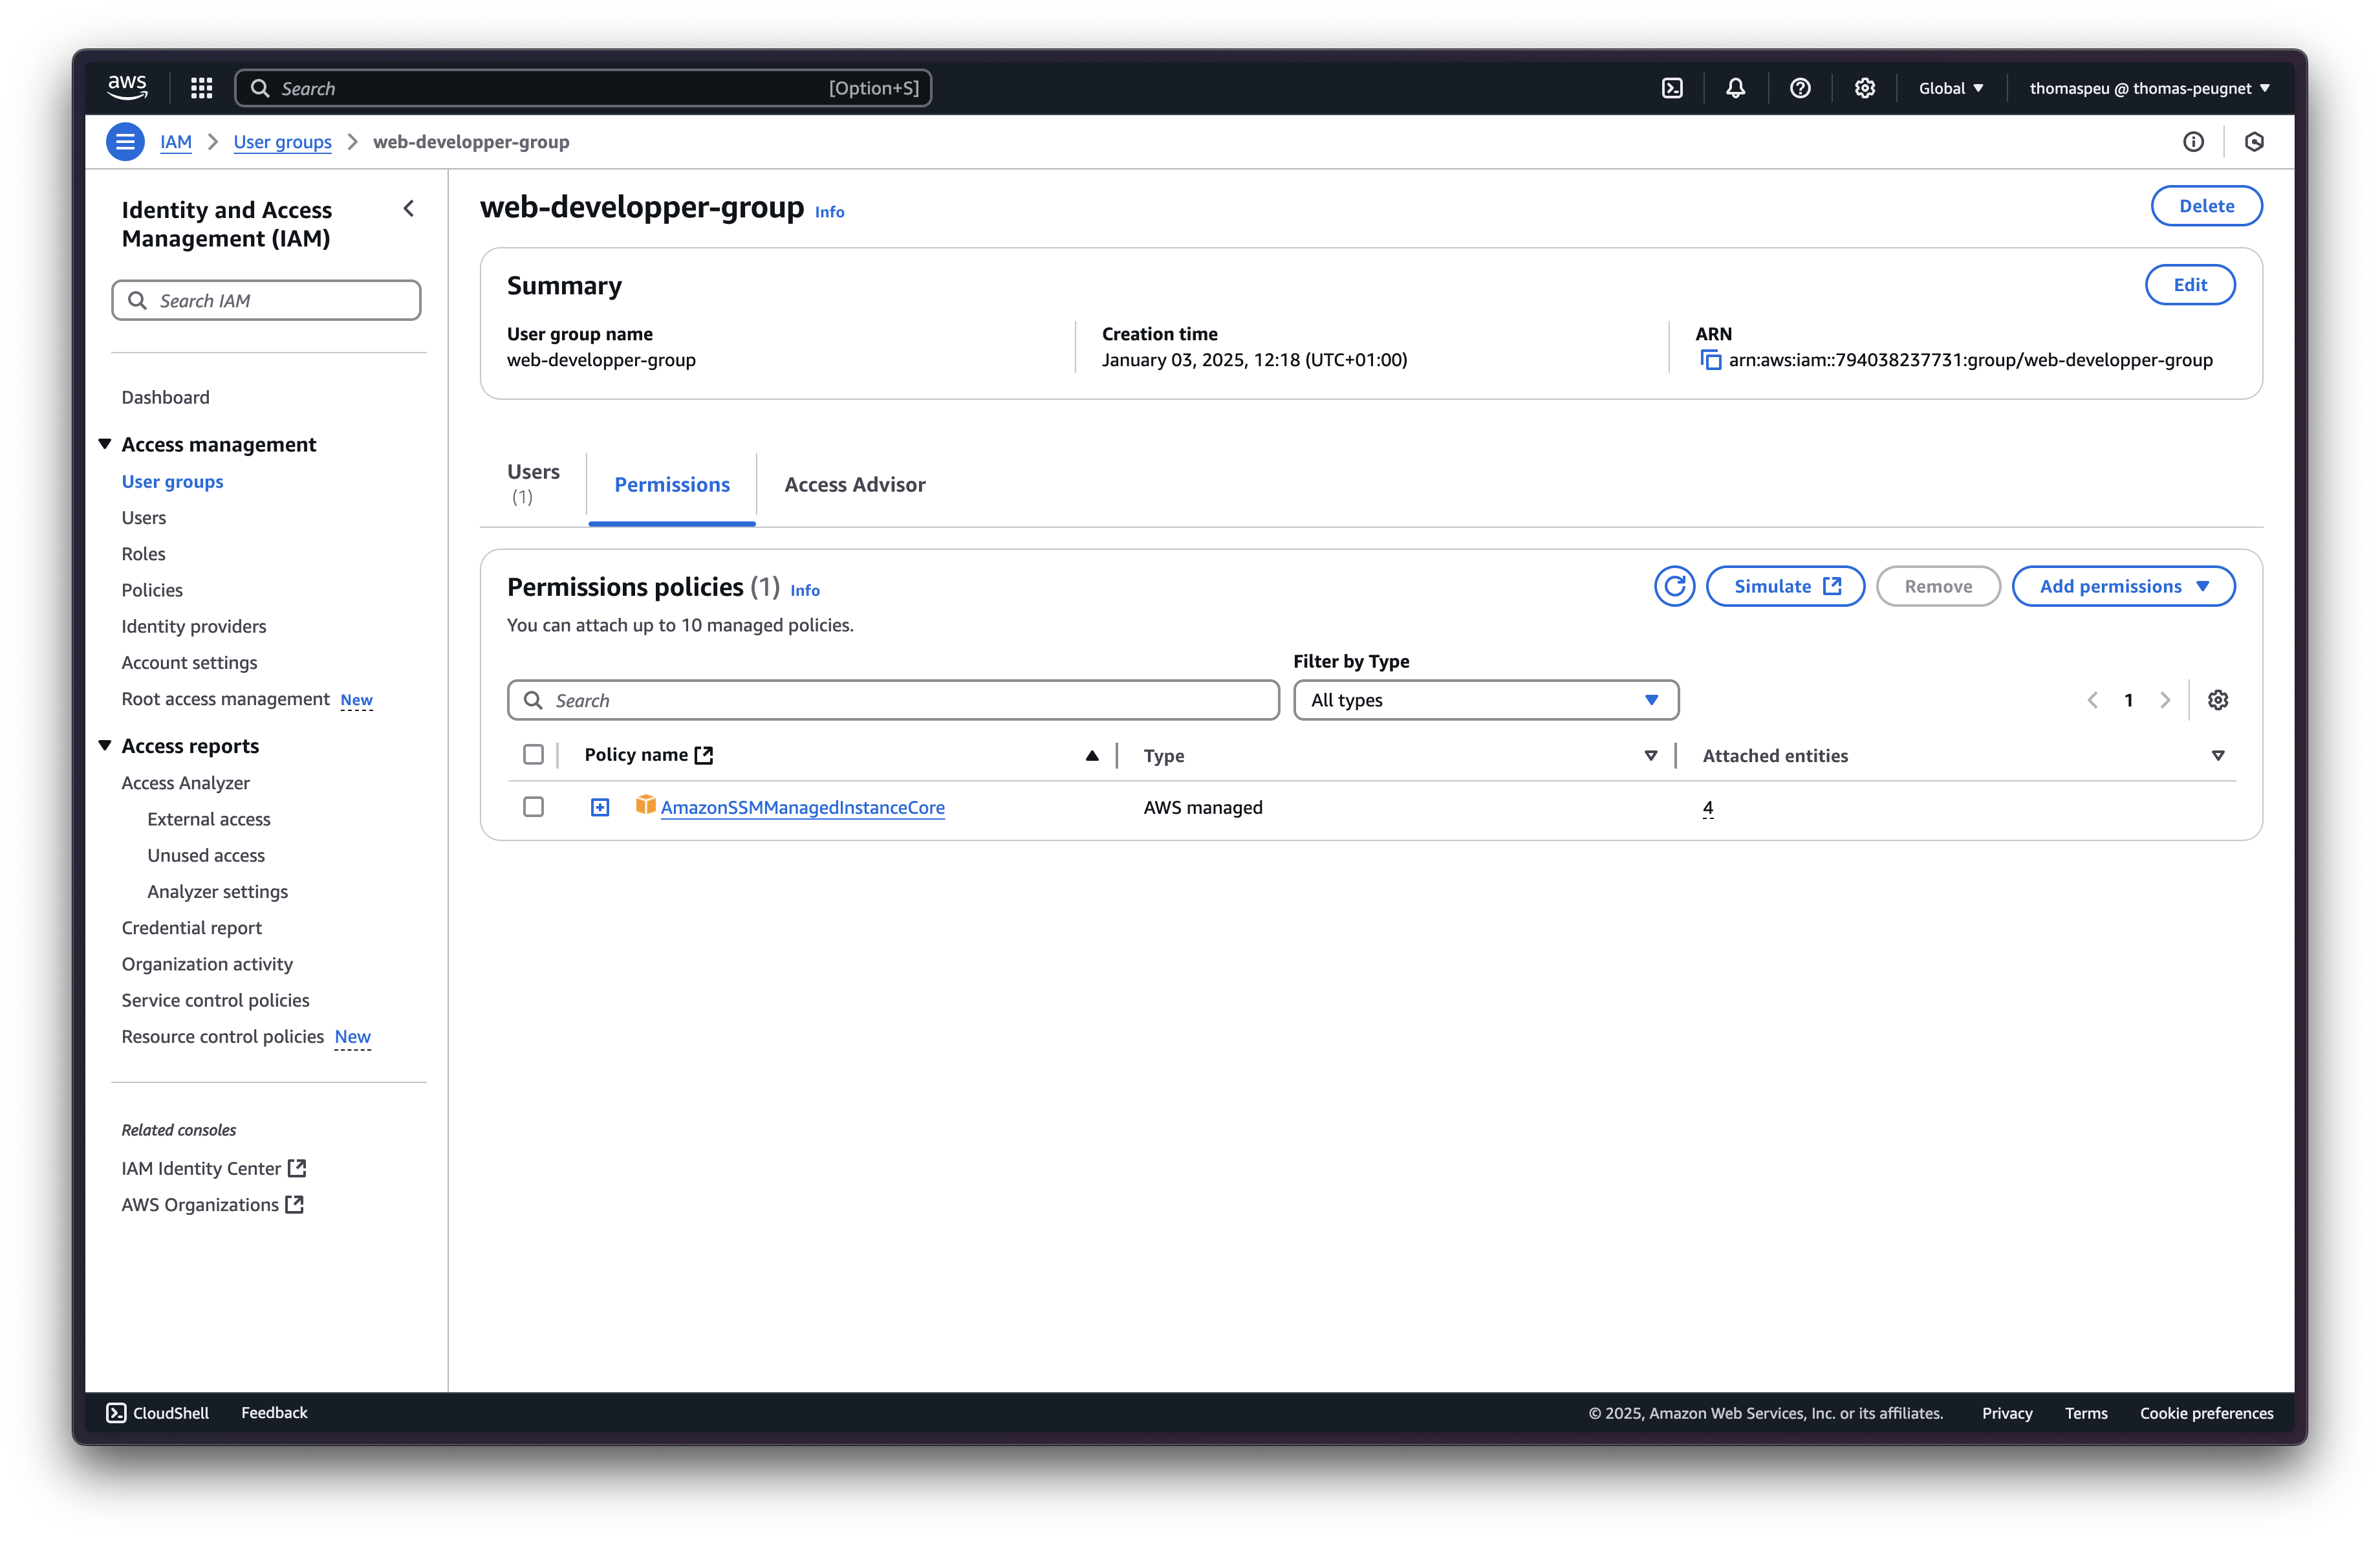 aws
Search [Option+S]
Global thomaspeu @ thomas-peugnet
IAM User groups web-developper-group
Identity and Access
Management (IAM)
Search IAM
Dashboard
Access management
User groups
Users
Roles
Policies
Identity providers
Account settings
Root access management New
Access reports
Access Analyzer
External access
Unused access
Analyzer settings
Credential report
Organization activity
Service control policies
Resource control policies New
Related consoles
IAM Identity Center
AWS Organizations
web-developper-group Info
Delete
Summary
Edit
User group name
web-developper-group
Creation time
January 03, 2025, 12:18 (UTC+01:00)
ARN
arn:aws:iam::794038237731:group/web-developper-group
Users
(1)
Permissions
Access Advisor
Permissions policies (1) Info
Simulate Remove Add permissions
You can attach up to 10 managed policies.
Filter by Type
Search
All types
1
Policy name Type Attached entities
AmazonSSMManagedInstanceCore AWS managed 4
CloudShell Feedback
© 2025, Amazon Web Services, Inc. or its affiliates. Privacy Terms Cookie preferences